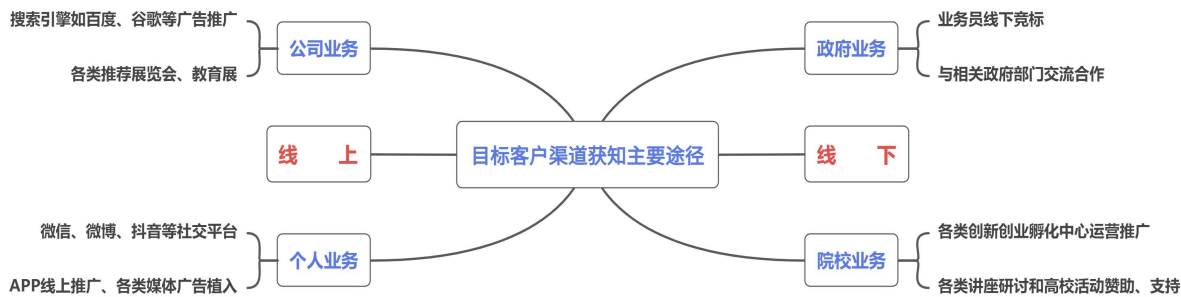 搜索引擎如百度、谷歌等广告推广
公司业务
各类推荐展览会、教育展
业务员线下竞标
政府业务
与相关政府部门交流合作
线 上
目标客户渠道获知主要途径
线 下
微信、微博、抖音等社交平台
个人业务
APP线上推广、各类媒体广告植入
各类创新创业孵化中心运营推广
院校业务
各类讲座研讨和高校活动赞助、支持